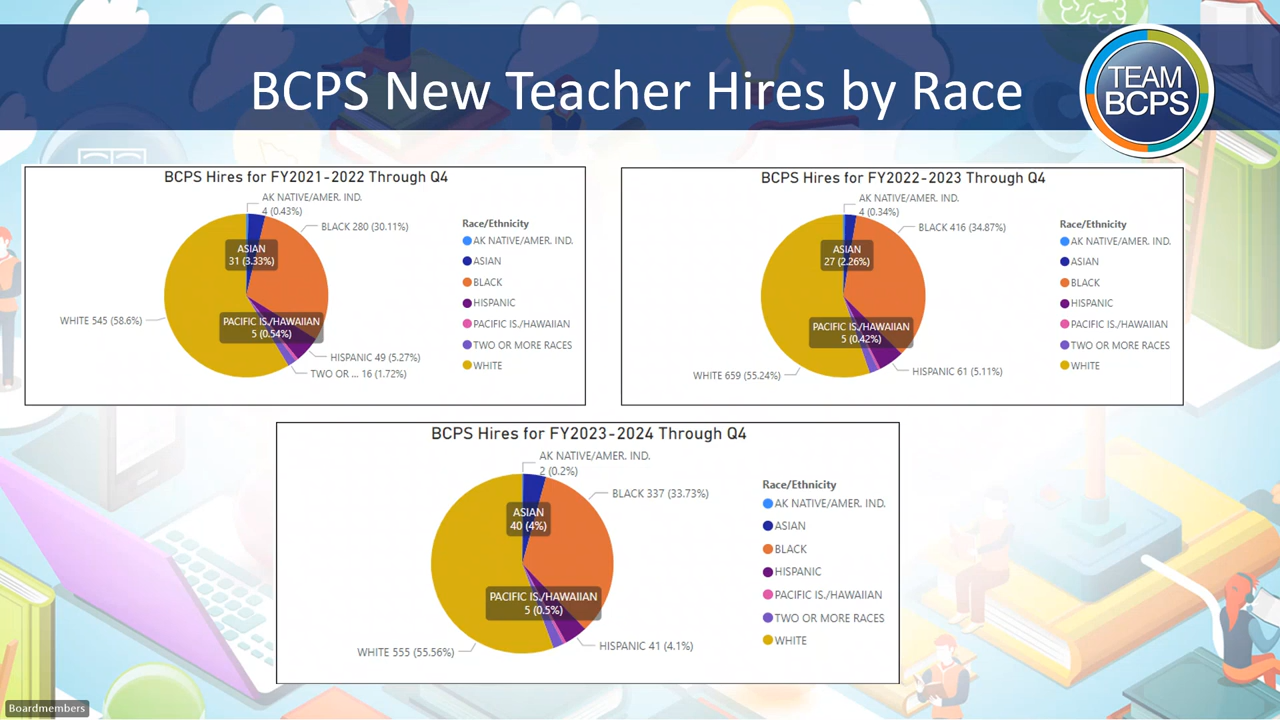 BCPS New Teacher Hires by Race
TEAM
BCPS
BCPS Hires for FY2021-2022 Through Q4
AK NATIVE/AMER. IND.
4 (0.43%)
BLACK 280 (30.11%)
ASIAN
31 (3.33%)
WHITE 545 (58.6%)
PACIFIC IS./HAWAIIAN
5 (0.54%)
HISPANIC 49 (5.27%)
TWO OR ... 16 (1.72%)
Race/Ethnicity
AK NATIVE/AMER. IND.
ASIAN
BLACK
HISPANIC
PACIFIC IS./HAWAIIAN
TWO OR MORE RACES
WHITE
BCPS Hires for FY2022-2023 Through Q4
AK NATIVE/AMER. IND.
4 (0.34%)
BLACK 416 (34.87%)
ASIAN
27 (2.26%)
PACIFIC IS./HAWAIIAN
5 (0.42%)
WHITE 659 (55.24%)
HISPANIC 61 (5.11%)
Race/Ethnicity
AK NATIVE/AMER. IND.
ASIAN
BLACK
HISPANIC
PACIFIC IS./HAWAIIAN
TWO OR MORE RACES
WHITE
BCPS Hires for FY2023-2024 Through Q4
AK NATIVE/AMER. IND.
2 (0.2%)
BLACK 337 (33.73%)
ASIAN
40 (4%)
PACIFIC IS./HAWAIIAN
5 (0.5%)
WHITE 555 (55.56%)
HISPANIC 41 (4.1%)
Race/Ethnicity
AK NATIVE/AMER. IND.
ASIAN
BLACK
HISPANIC
PACIFIC IS./HAWAIIAN
TWO OR MORE RACES
WHITE
Boardmembers